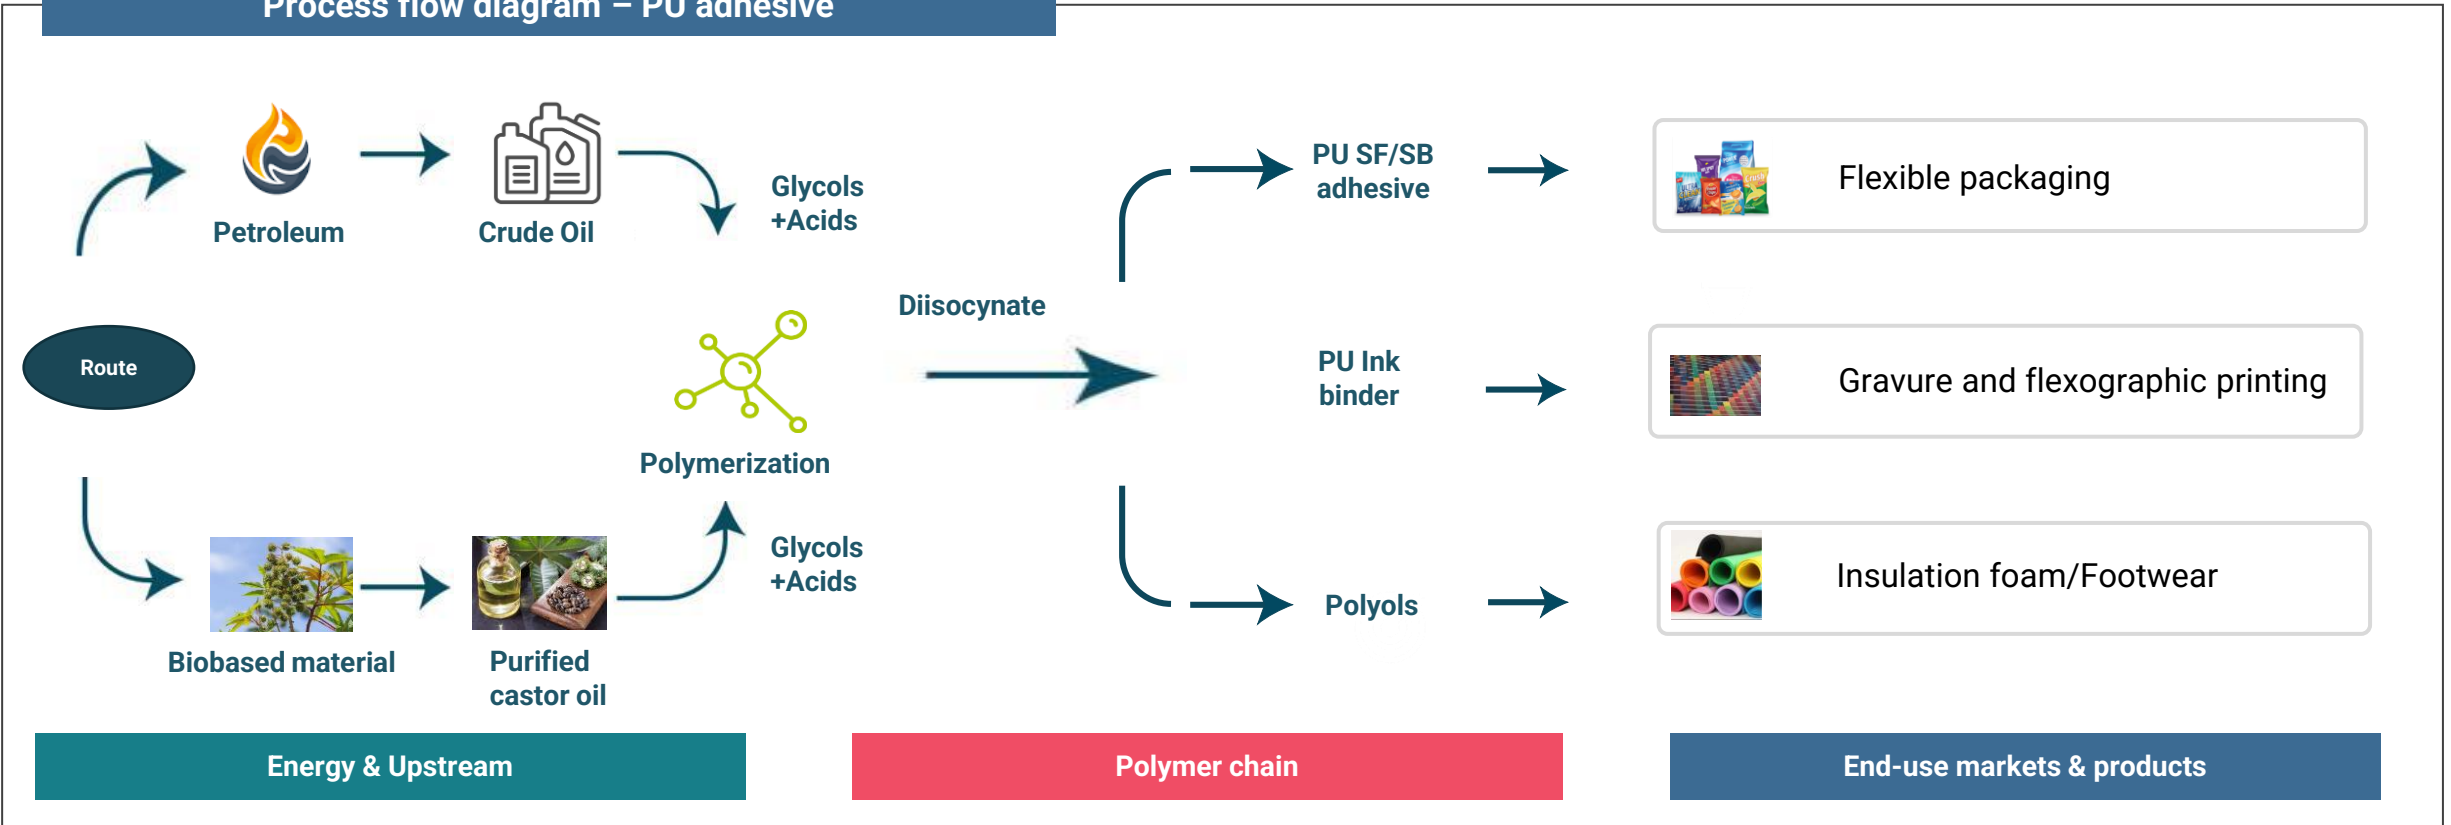 Process flow diagram – PU adhesive
Petroleum
Crude Oil
Glycols
+Acids
PU SF/SB
adhesive
Flexible packaging
Diisocynate
Route
PU Ink
binder
Gravure and flexographic printing
Polymerization
Glycols
+Acids
Polyols
Insulation foam/Footwear
Biobased material
Purified
castor oil
Energy & Upstream
Polymer chain
End-use markets & products